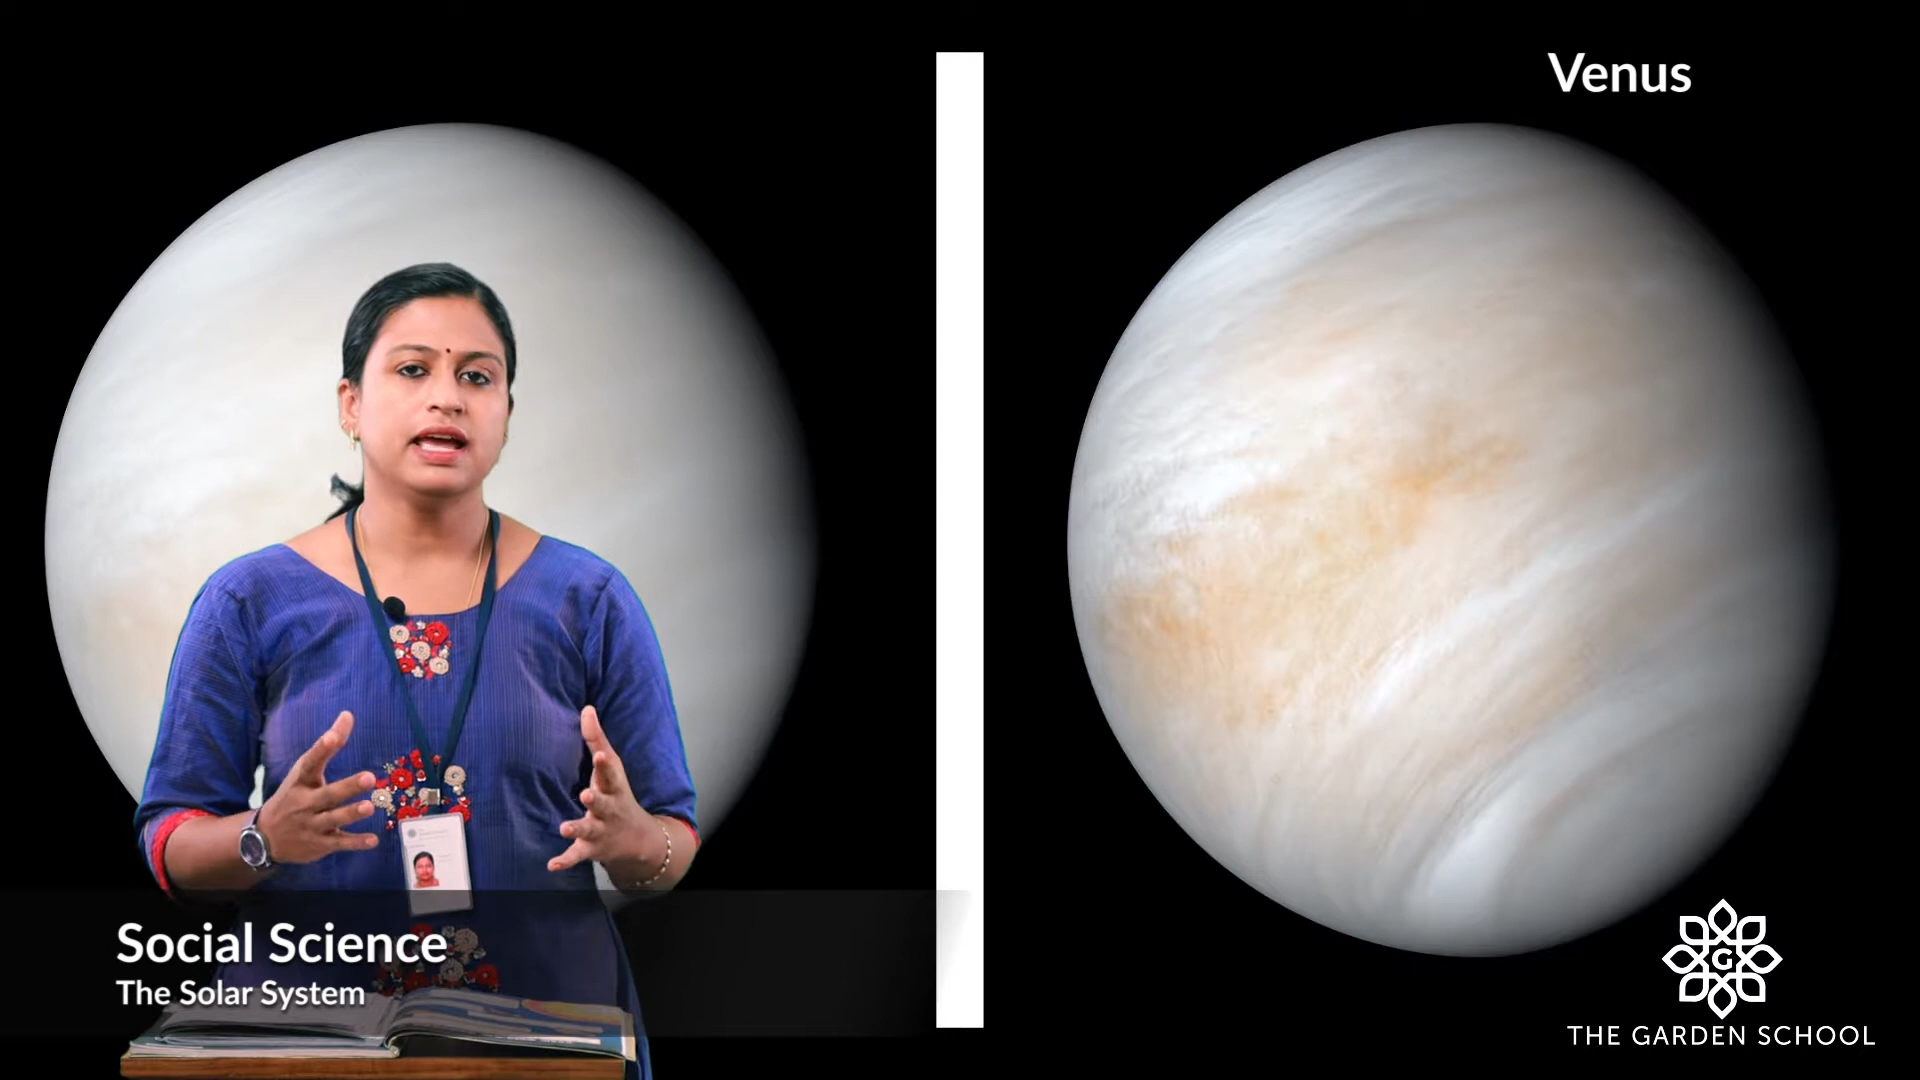 Venus
Social Science
The Solar System
G
THE GARDEN SCHOOL